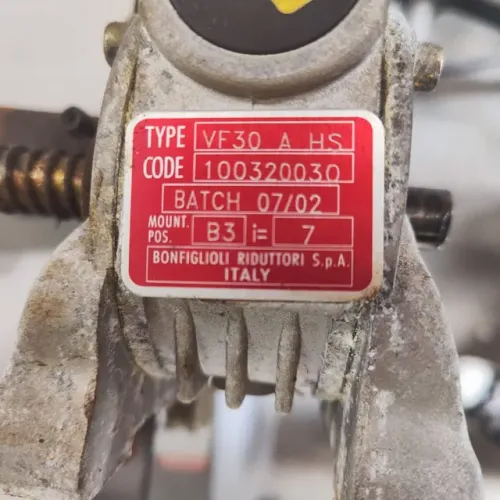 TYPE VF30 A HS
CODE 100320030
BATCH 07/02
MOUNT. POS. B3 i= 7
BONFIGLIOLI RIDUTTORI S.p.A.
ITALY